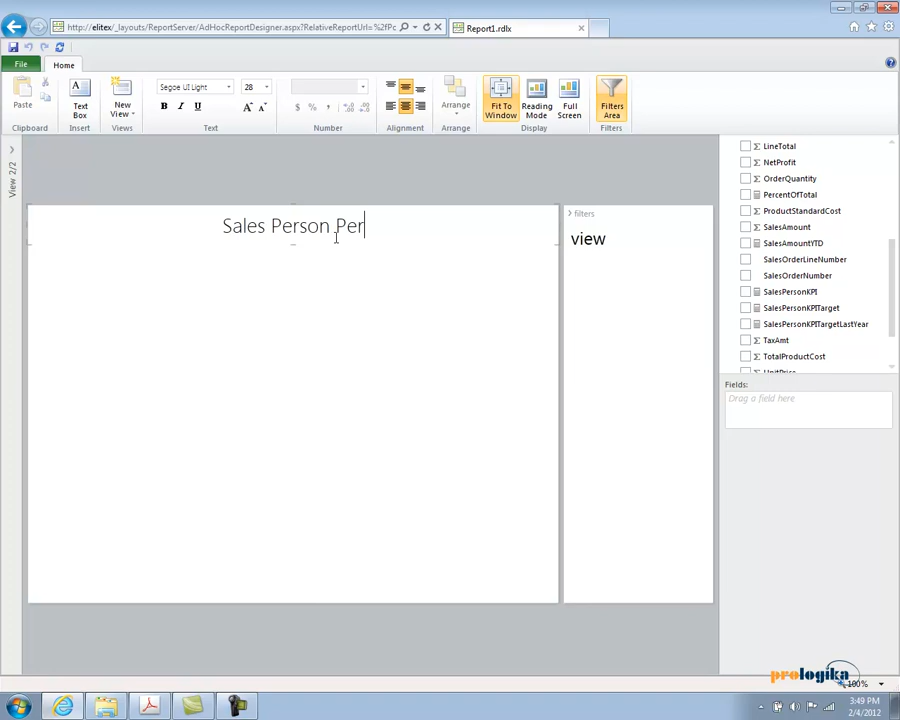 http://elitex/_layouts/ReportServer/AdHocReportDesigner.aspx?RelativeReportUrl=%2fPc
Report1.rdlx
File
Home
Paste
Text Box
New View
Segoe UI Light
28
B I U
A A
$ % ,
Arrange
Fit To Window
Reading Mode
Full Screen
Filters Area
Clipboard
Insert
Views
Text
Number
Alignment
Arrange
Display
Filters
View 2/2
Sales Person Per
filters
view
LineTotal
NetProfit
OrderQuantity
PercentOfTotal
ProductStandardCost
SalesAmount
SalesAmountYTD
SalesOrderLineNumber
SalesOrderNumber
SalesPersonKPI
SalesPersonKPITarget
SalesPersonKPITargetLastYear
TaxAmt
TotalProductCost
UnitPrice
Fields:
Drag a field here
prologika
100%
3:49 PM
2/4/2012